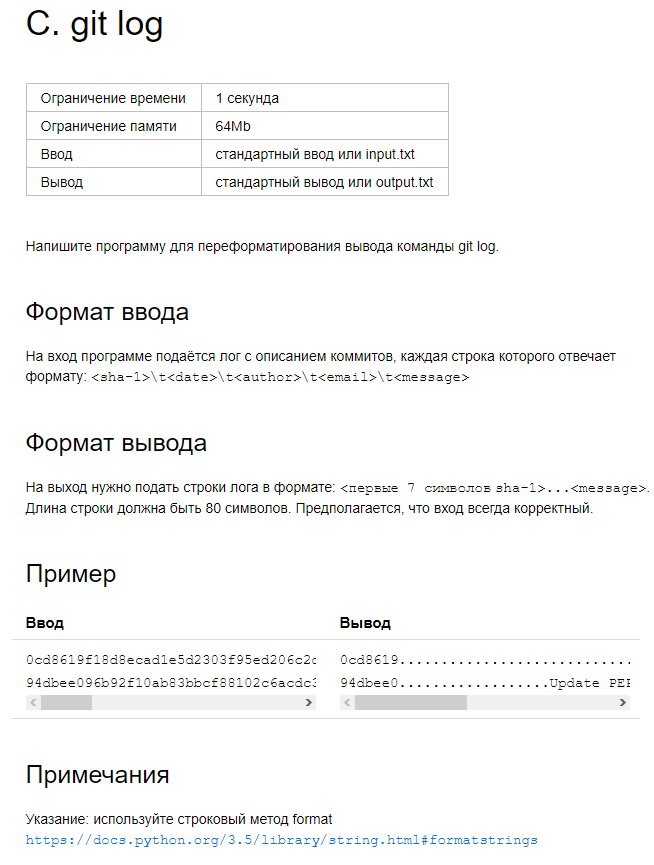 C. git log
Ограничение времени 1 секунда
Ограничение памяти 64Mb
Ввод стандартный ввод или input.txt
Вывод стандартный вывод или output.txt
Напишите программу для переформатирования вывода команды git log.
Формат ввода
На вход программе подаётся лог с описанием коммитов, каждая строка которого отвечает
формату: <sha-1>\t<date>\t<author>\t<email>\t<message>
Формат вывода
На выход нужно подать строки лога в формате: <первые 7 символов sha-1>...<message>.
Длина строки должна быть 80 символов. Предполагается, что вход всегда корректный.
Пример
Ввод Вывод
0cd8619f18d8ecad1e5d2303f95ed206c2c 0cd8619............................
94dbee096b92f10ab83bbcf88102c6acdc3 94dbee0..................Update PEP
Примечания
Указание: используйте строковый метод format
https://docs.python.org/3.5/library/string.html#formatstrings